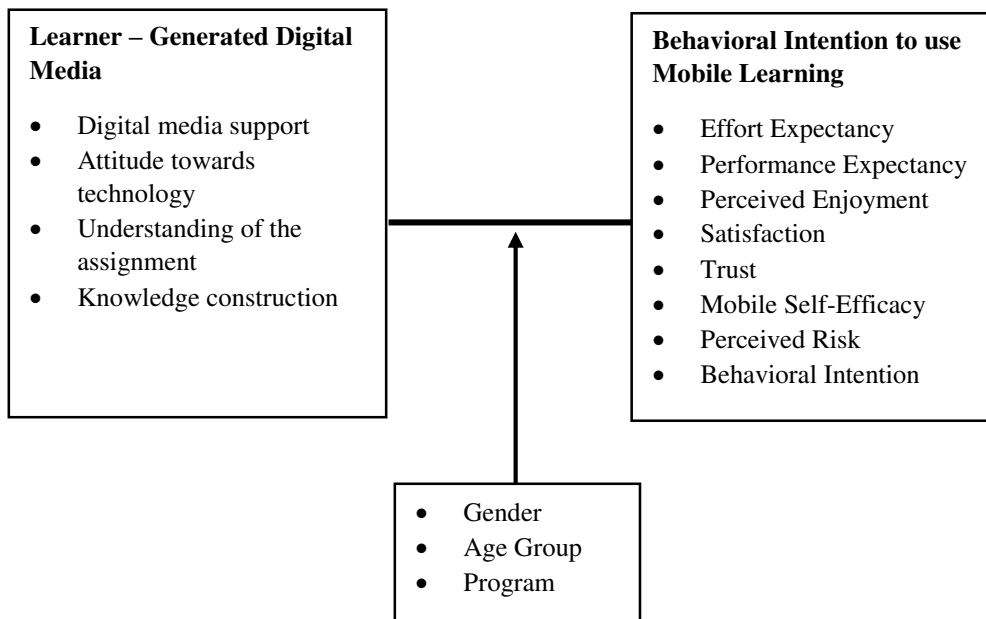 Learner – Generated Digital
Media
• Digital media support
• Attitude towards
technology
• Understanding of the
assignment
• Knowledge construction
Behavioral Intention to use
Mobile Learning
• Effort Expectancy
• Performance Expectancy
• Perceived Enjoyment
• Satisfaction
• Trust
• Mobile Self-Efficacy
• Perceived Risk
• Behavioral Intention
• Gender
• Age Group
• Program